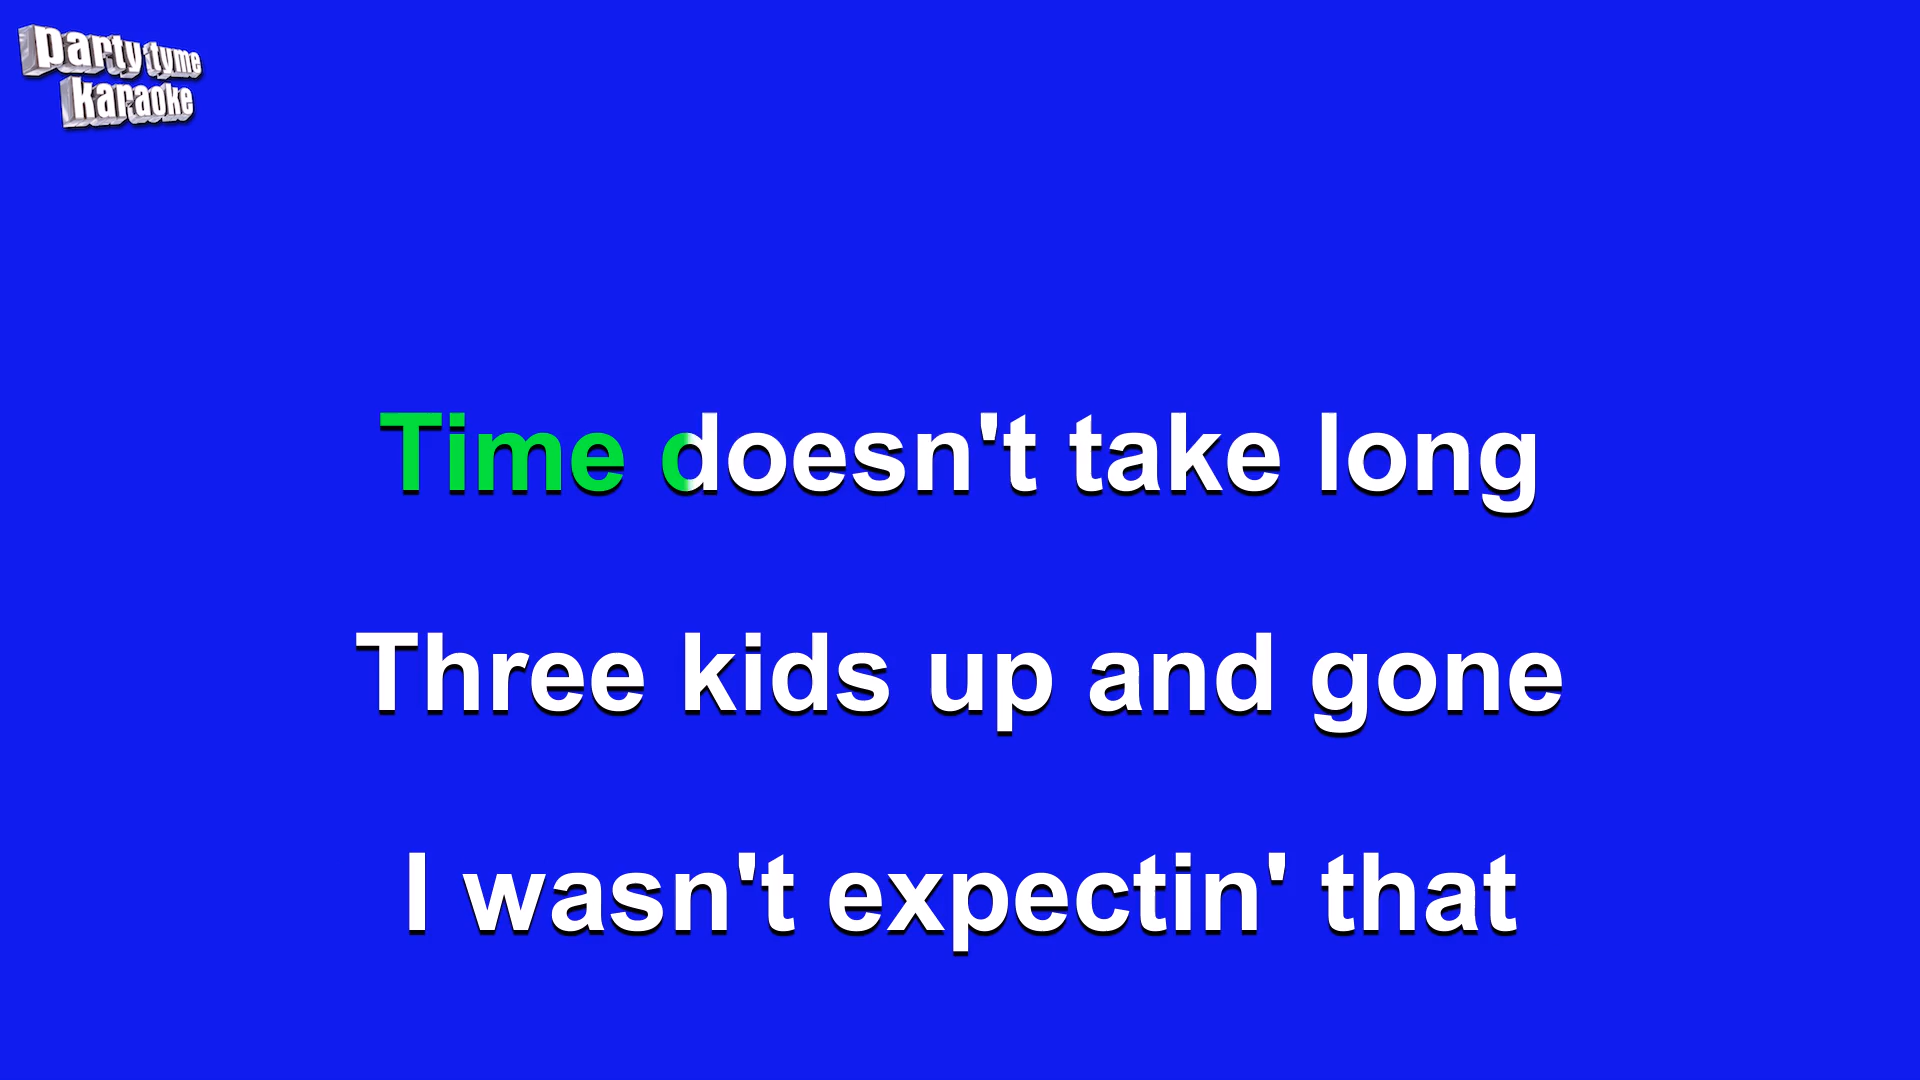 party tyme
karaoke
Time doesn't take long
Three kids up and gone
I wasn't expectin' that